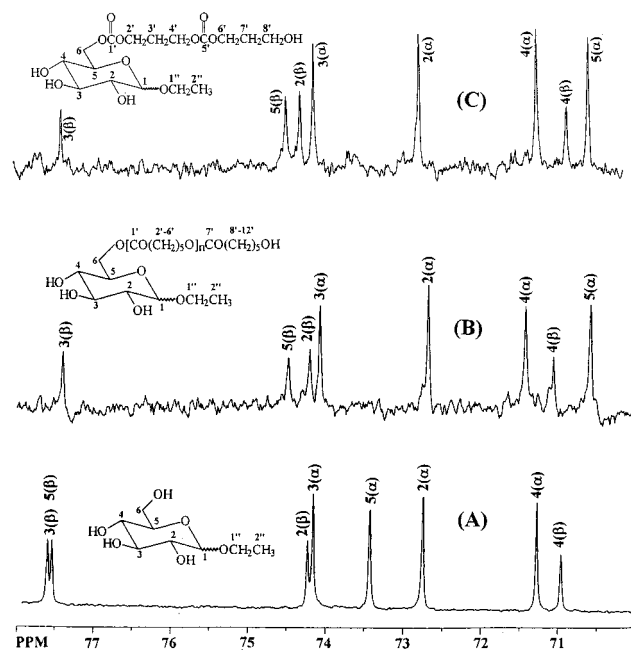 2' 3' 4' 6' 7' 8'
OCOCH₂CH₂CH₂OCOCH₂CH₂CH₂OH
1' 5'
6
4 O
HO 5 2 1 1'' 2''
HO OCH₂CH₃
3 OH
3(β)
5(β)
2(β)
3(α)
2(α)
4(α)
4(β)
5(α)
(C)
1' 2'-6' 7' 8'-12'
O[CO(CH₂)₅O]nCO(CH₂)₅OH
6
4 O
HO 5 2 1'' 2''
HO OCH₂CH₃
3 OH 1
3(β)
5(β)
2(β)
3(α)
2(α)
4(α)
4(β)
5(α)
(B)
OH
6
4 O
HO 5 1'' 2''
HO 2 OCH₂CH₃
3 OH 1
3(β) 5(β)
2(β)
3(α)
5(α)
2(α)
4(α)
4(β)
(A)
PPM 77 76 75 74 73 72 71